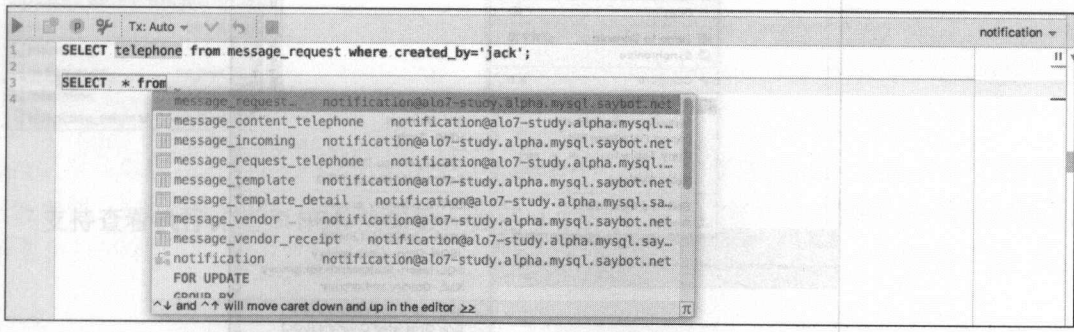 Tx: Auto
notification
1 SELECT telephone from message_request where created_by='jack';
2
3 SELECT * from
4
message_request… notification@alo7-study.alpha.mysql.saybot.net
message_content_telephone notification@alo7-study.alpha.mysql.…
message_incoming notification@alo7-study.alpha.mysql.saybot.net
message_request_telephone notification@alo7-study.alpha.mysql.…
message_template notification@alo7-study.alpha.mysql.saybot.net
message_template_detail notification@alo7-study.alpha.mysql.sa…
message_vendor notification@alo7-study.alpha.mysql.saybot.net
message_vendor_receipt notification@alo7-study.alpha.mysql.say…
notification notification@alo7-study.alpha.mysql.saybot.net
FOR UPDATE
GROUP BY
^↓ and ^↑ will move caret down and up in the editor >>
π